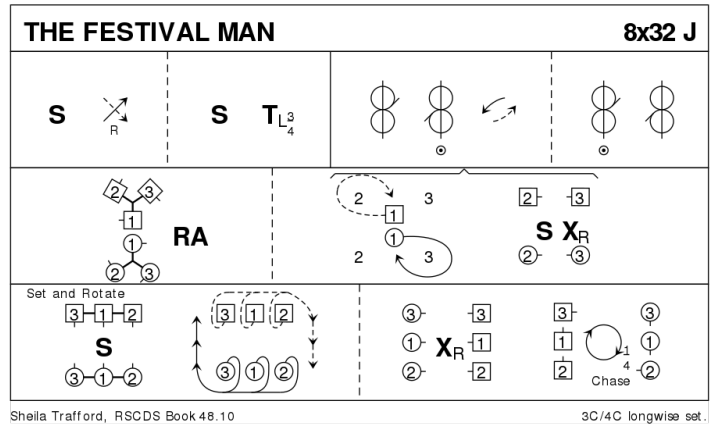 THE FESTIVAL MAN 8x32 J
S R S T L 3/4
2 3
1 RA
1
2 3
2 3 2 3
1 S X R
1
2 3 2 3
Set and Rotate
3 1 2 3 1 2 3 3 3 3
S 1 X R 1 1 1 4 1
3 1 2 3 1 2 2 2 2 Chase 2
Sheila Trafford, RSCDS Book 48.10 3C/4C longwise set.